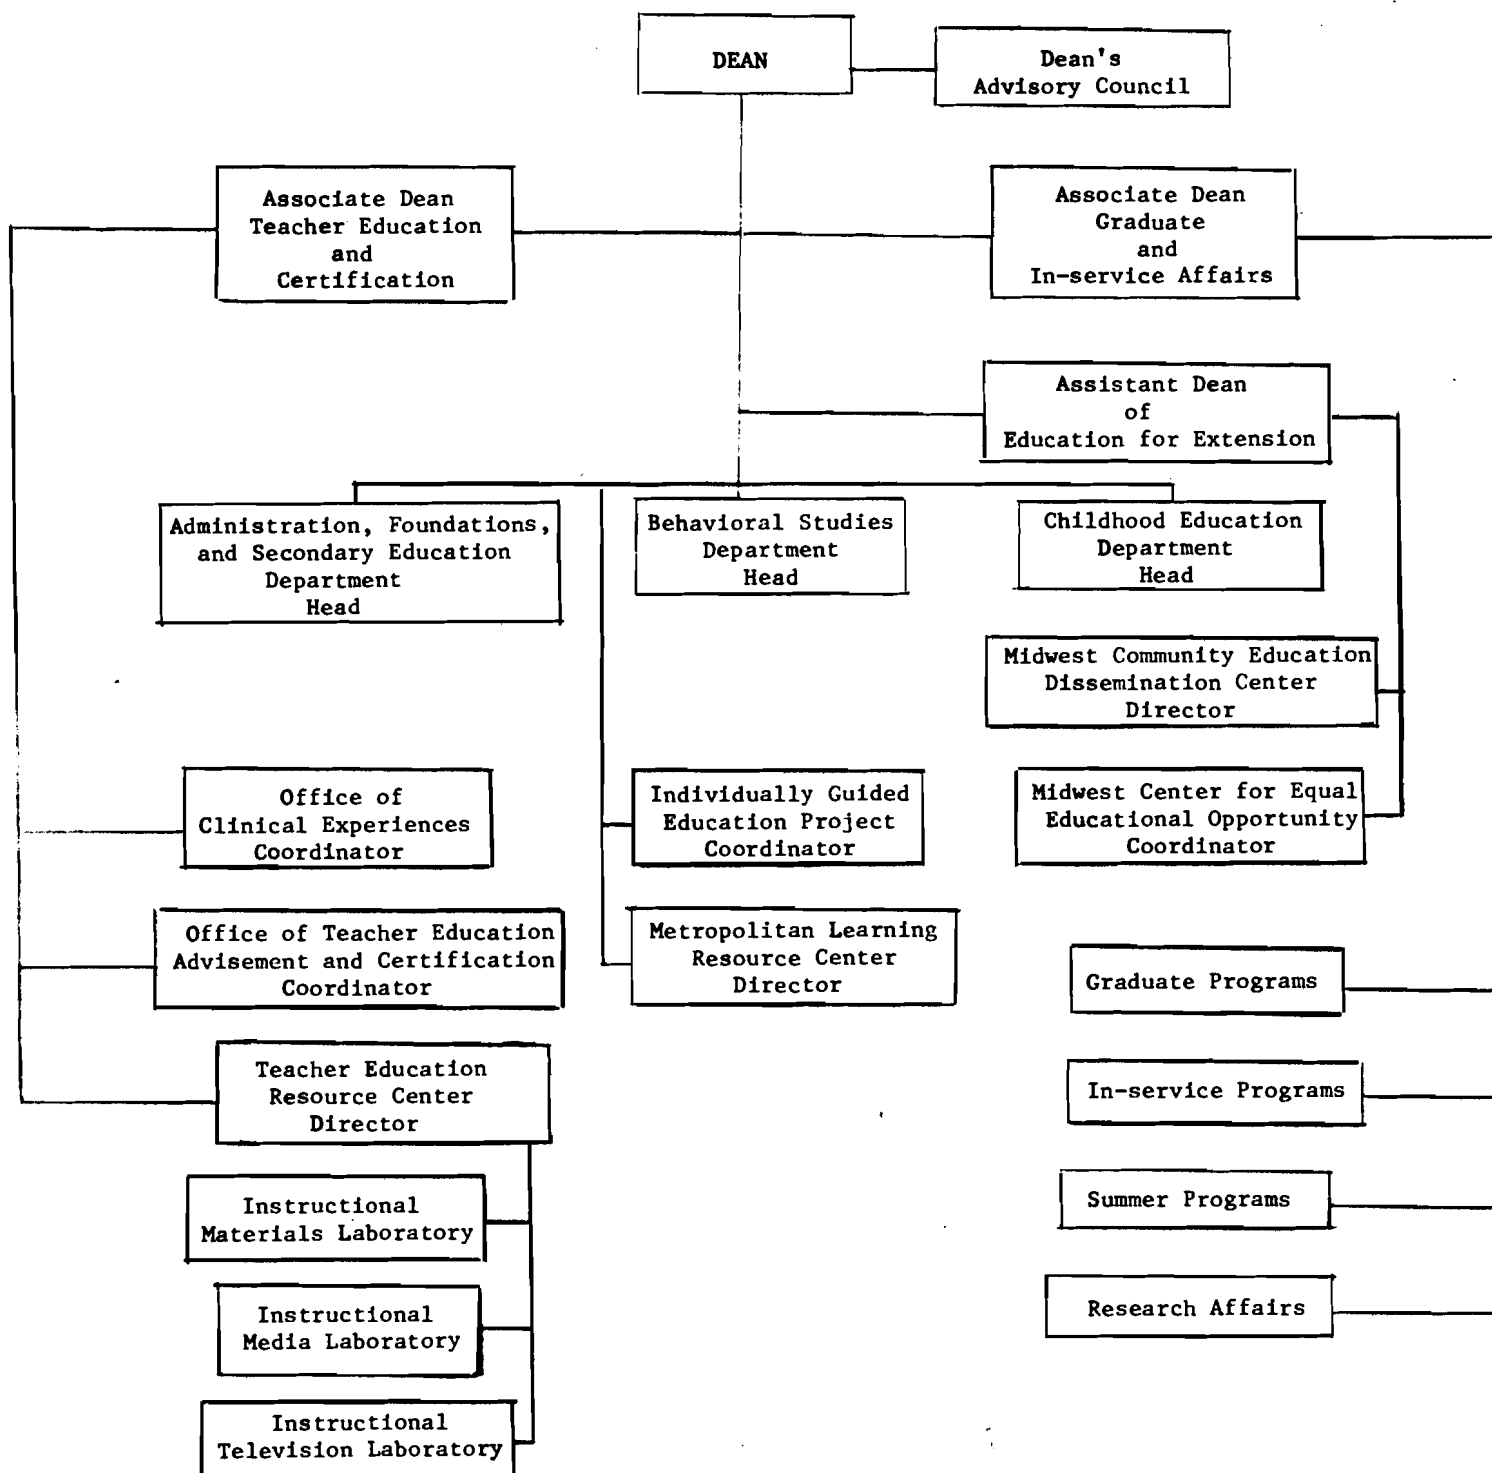 DEAN
Dean's
Advisory Council
Associate Dean
Teacher Education
and
Certification
Associate Dean
Graduate
and
In-service Affairs
Assistant Dean
of
Education for Extension
Administration, Foundations,
and Secondary Education
Department
Head
Behavioral Studies
Department
Head
Childhood Education
Department
Head
Midwest Community Education
Dissemination Center
Director
Office of
Clinical Experiences
Coordinator
Individually Guided
Education Project
Coordinator
Midwest Center for Equal
Educational Opportunity
Coordinator
Office of Teacher Education
Advisement and Certification
Coordinator
Metropolitan Learning
Resource Center
Director
Graduate Programs
Teacher Education
Resource Center
Director
In-service Programs
Instructional
Materials Laboratory
Summer Programs
Instructional
Media Laboratory
Research Affairs
Instructional
Television Laboratory